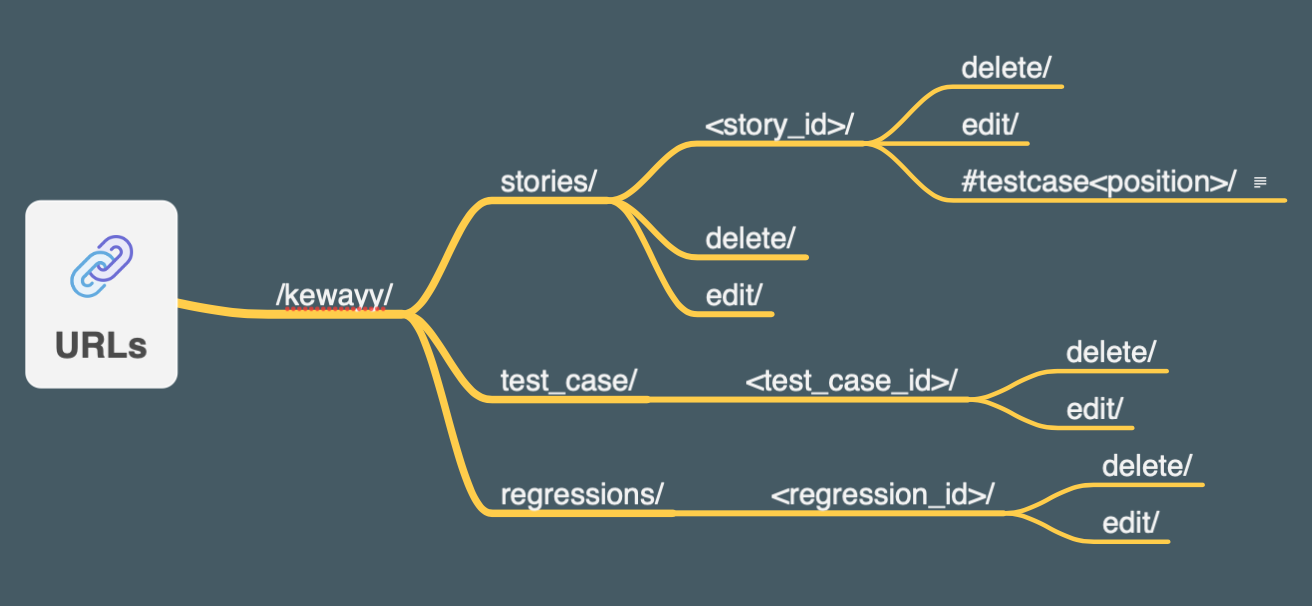 URLs
/kewayy/
stories/
<story_id>/
delete/
edit/
#testcase<position>/
delete/
edit/
test_case/
<test_case_id>/
delete/
edit/
regressions/
<regression_id>/
delete/
edit/